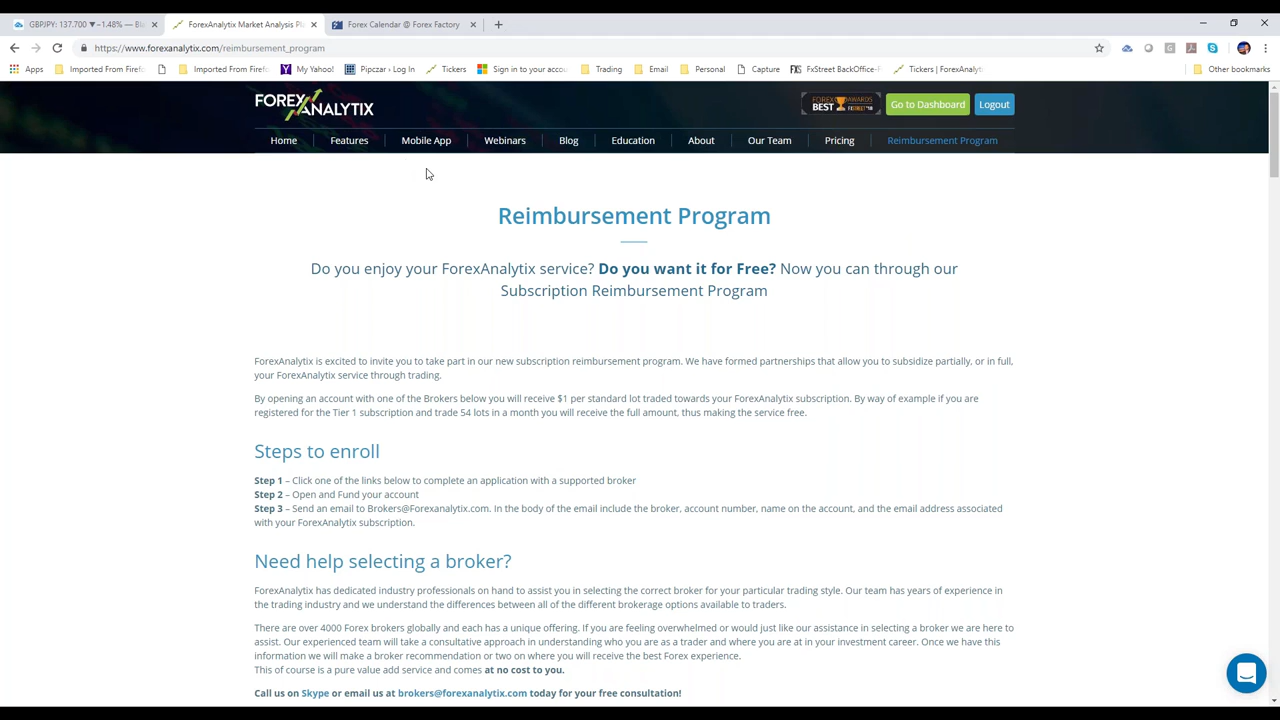 GBPJPY: 137.700 ▼ −1.48% —
ForexAnalytix Market Analysis Pl
Forex Calendar @ Forex Factory
https://www.forexanalytix.com/reimbursement_program
Apps
Imported From Firef
Imported From Firef
My Yahoo!
Pipczar • Log In
Tickers
Sign in to your accou
Trading
Email
Personal
Capture
FxStreet BackOffice-F
Tickers | ForexAnalyt
Other bookmarks
FOREX ANALYTIX
BEST
Go to Dashboard
Logout
Home
Features
Mobile App
Webinars
Blog
Education
About
Our Team
Pricing
Reimbursement Program
Reimbursement Program
Do you enjoy your ForexAnalytix service? Do you want it for Free? Now you can through our
Subscription Reimbursement Program
ForexAnalytix is excited to invite you to take part in our new subscription reimbursement program. We have formed partnerships that allow you to subsidize partially, or in full,
your ForexAnalytix service through trading.
By opening an account with one of the Brokers below you will receive $1 per standard lot traded towards your ForexAnalytix subscription. By way of example if you are
registered for the Tier 1 subscription and trade 54 lots in a month you will receive the full amount, thus making the service free.
Steps to enroll
Step 1 – Click one of the links below to complete an application with a supported broker
Step 2 – Open and Fund your account
Step 3 – Send an email to Brokers@Forexanalytix.com. In the body of the email include the broker, account number, name on the account, and the email address associated
with your ForexAnalytix subscription.
Need help selecting a broker?
ForexAnalytix has dedicated industry professionals on hand to assist you in selecting the correct broker for your particular trading style. Our team has years of experience in
the trading industry and we understand the differences between all of the different brokerage options available to traders.
There are over 4000 Forex brokers globally and each has a unique offering. If you are feeling overwhelmed or would just like our assistance in selecting a broker we are here to
assist. Our experienced team will take a consultative approach in understanding who you are as a trader and where you are at in your investment career. Once we have this
information we will make a broker recommendation or two on where you will receive the best Forex experience.
This of course is a pure value add service and comes at no cost to you.
Call us on Skype or email us at brokers@forexanalytix.com today for your free consultation!